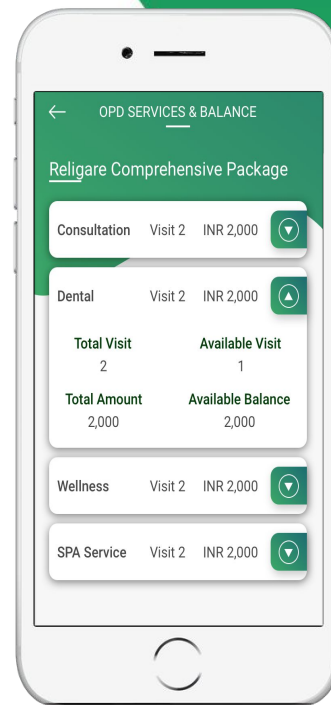 OPD SERVICES & BALANCE
Religare Comprehensive Package
Consultation Visit 2 INR 2,000
Dental Visit 2 INR 2,000
Total Visit Available Visit
2 1
Total Amount Available Balance
2,000 2,000
Wellness Visit 2 INR 2,000
SPA Service Visit 2 INR 2,000